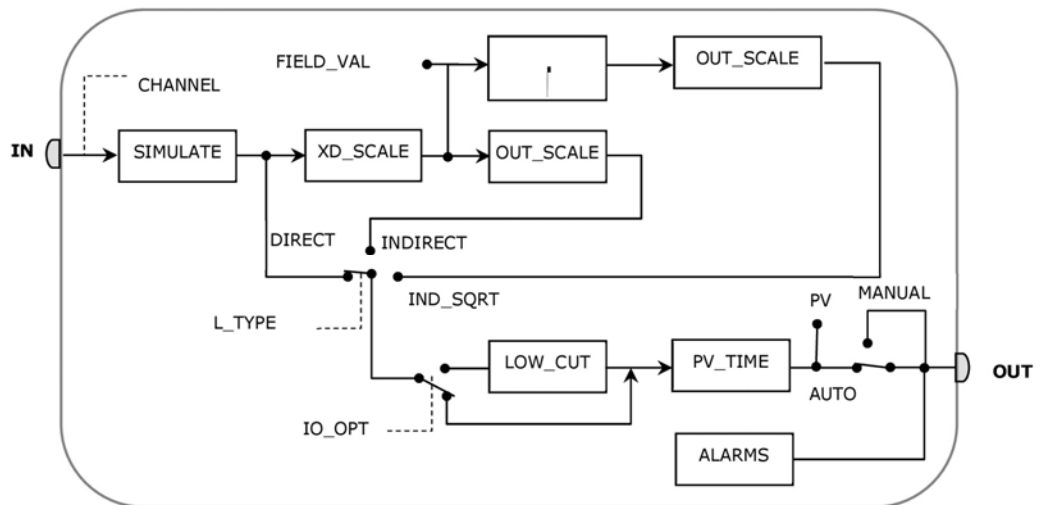 FIELD_VAL
OUT_SCALE
CHANNEL
IN
SIMULATE
XD_SCALE
OUT_SCALE
DIRECT
INDIRECT
IND_SQRT
L_TYPE
PV
MANUAL
LOW_CUT
PV_TIME
OUT
AUTO
IO_OPT
ALARMS